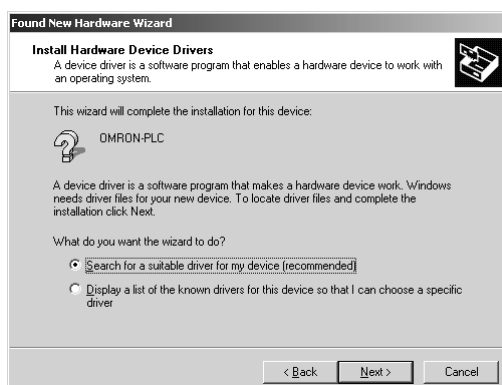 Found New Hardware Wizard
Install Hardware Device Drivers
A device driver is a software program that enables a hardware device to work with
an operating system.
This wizard will complete the installation for this device:
OMRON-PLC
A device driver is a software program that makes a hardware device work. Windows
needs driver files for your new device. To locate driver files and complete the
installation click Next.
What do you want the wizard to do?
Search for a suitable driver for my device (recommended)
Display a list of the known drivers for this device so that I can choose a specific
driver
< Back
Next >
Cancel